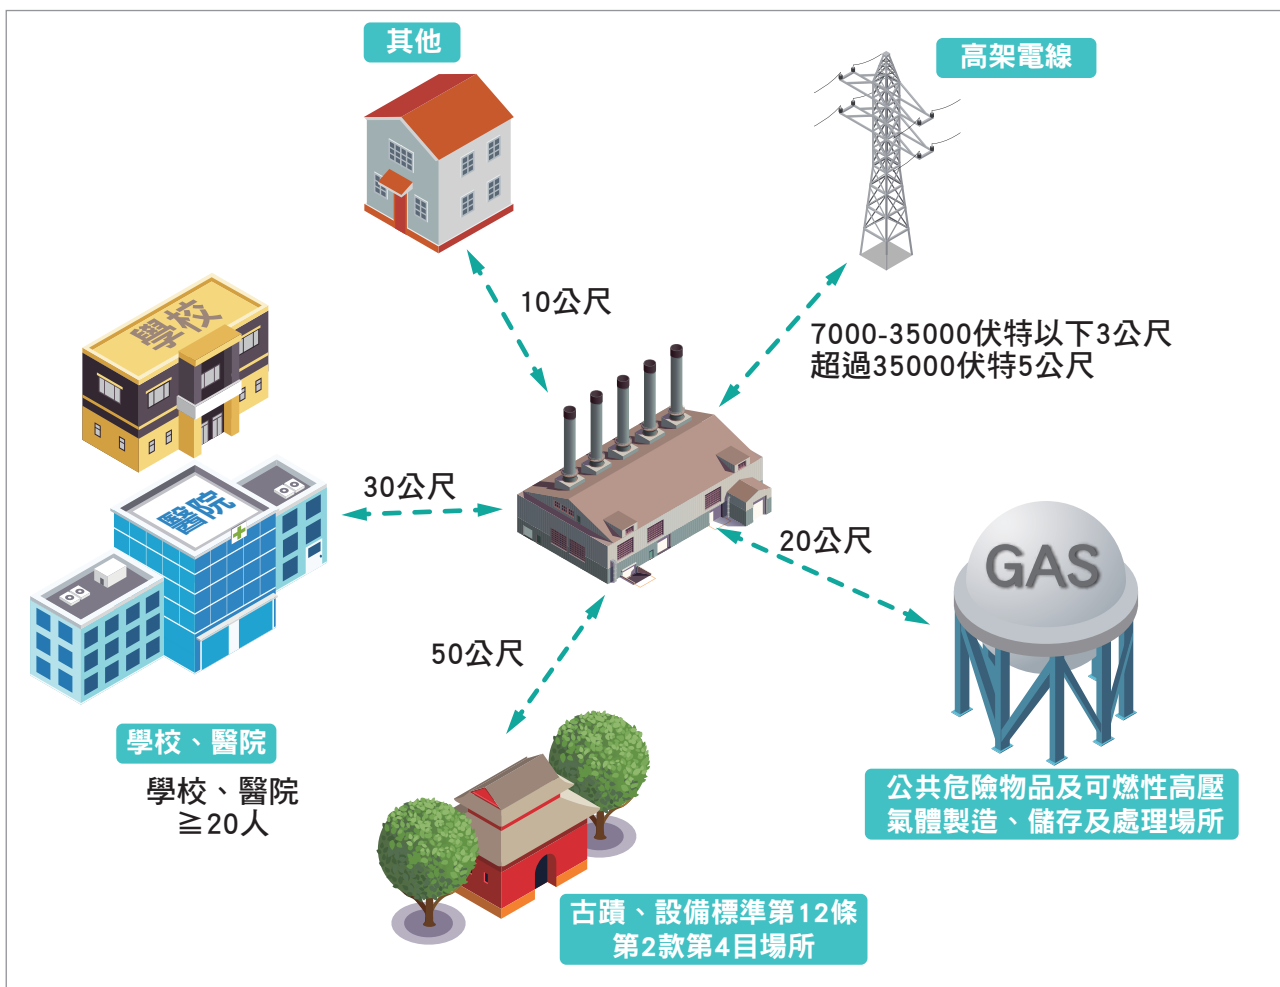 其他
高架電線
10公尺
7000-35000伏特以下3公尺
超過35000伏特5公尺
學校
30公尺
醫院
20公尺
GAS
50公尺
學校、醫院
學校、醫院
≧20人
公共危險物品及可燃性高壓
氣體製造、儲存及處理場所
古蹟、設備標準第12條
第2款第4目場所